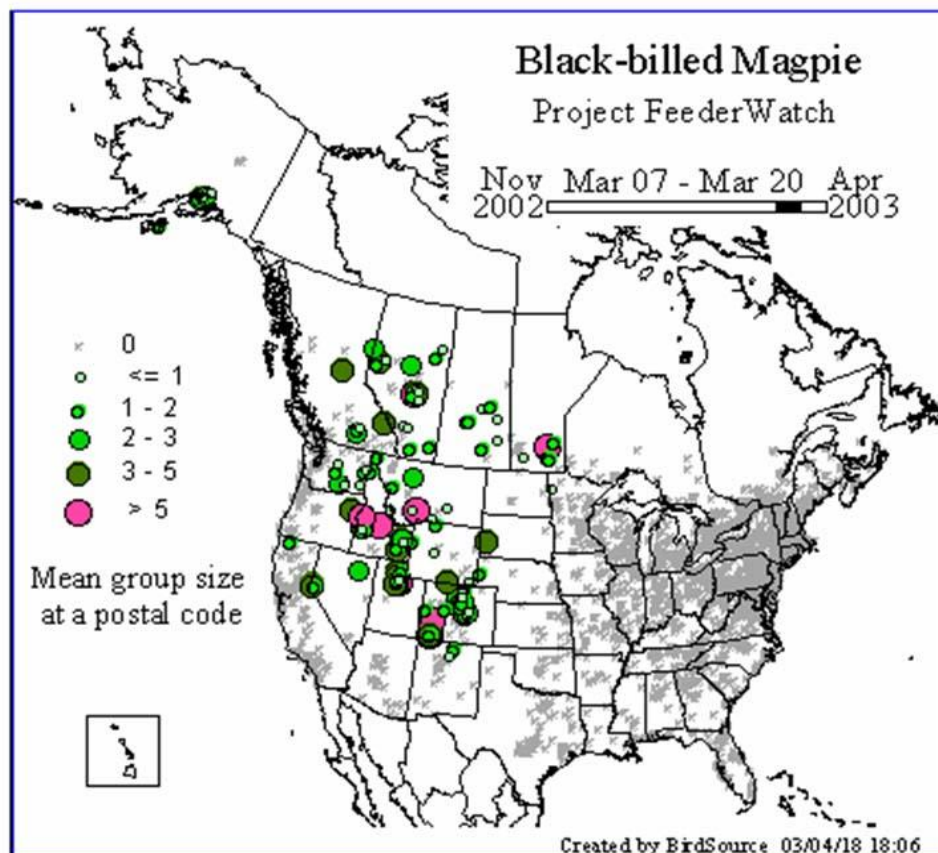 Black-billed Magpie
Project FeederWatch
Nov Mar 07 - Mar 20 Apr
2002 2003
0
<= 1
1 - 2
2 - 3
3 - 5
> 5
Mean group size
at a postal code
Created by BirdSource 03/04/18 18:06